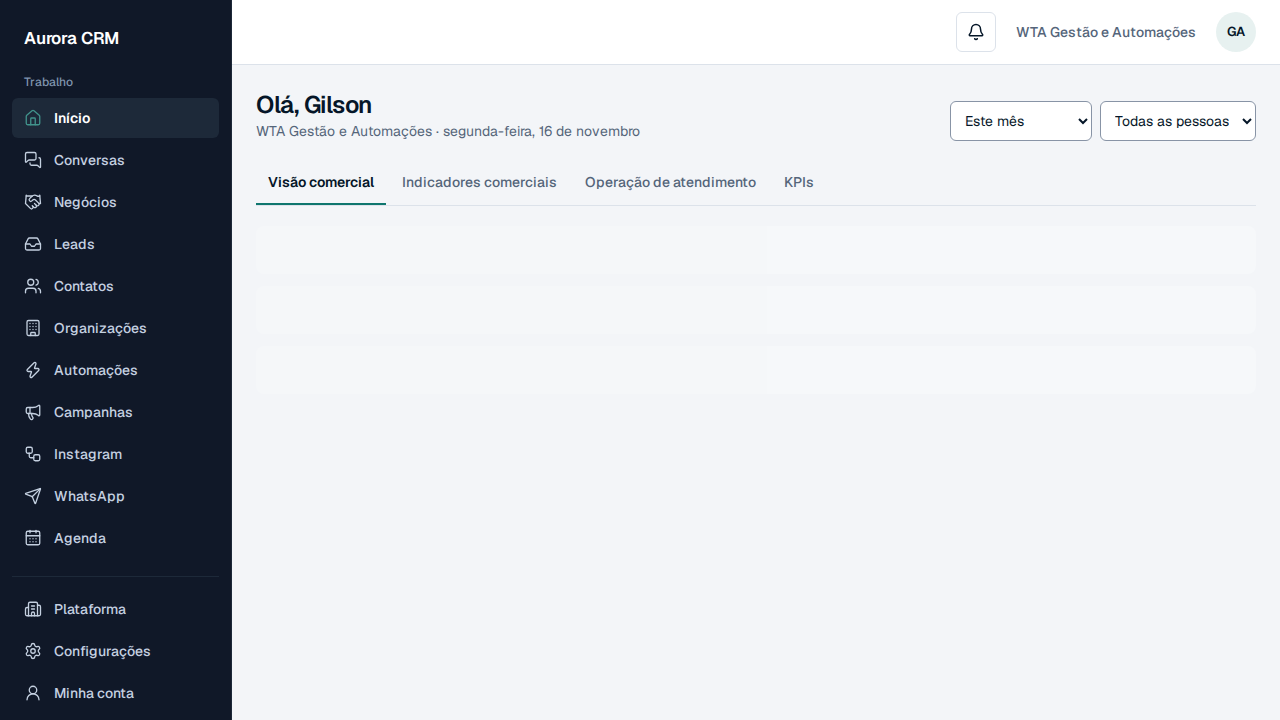 Aurora CRM
Trabalho
Início
Conversas
Negócios
Leads
Contatos
Organizações
Automações
Campanhas
Instagram
WhatsApp
Agenda
Plataforma
Configurações
Minha conta
WTA Gestão e Automações
GA
Olá, Gilson
WTA Gestão e Automações · segunda-feira, 16 de novembro
Este mês
Todas as pessoas
Visão comercial
Indicadores comerciais
Operação de atendimento
KPIs